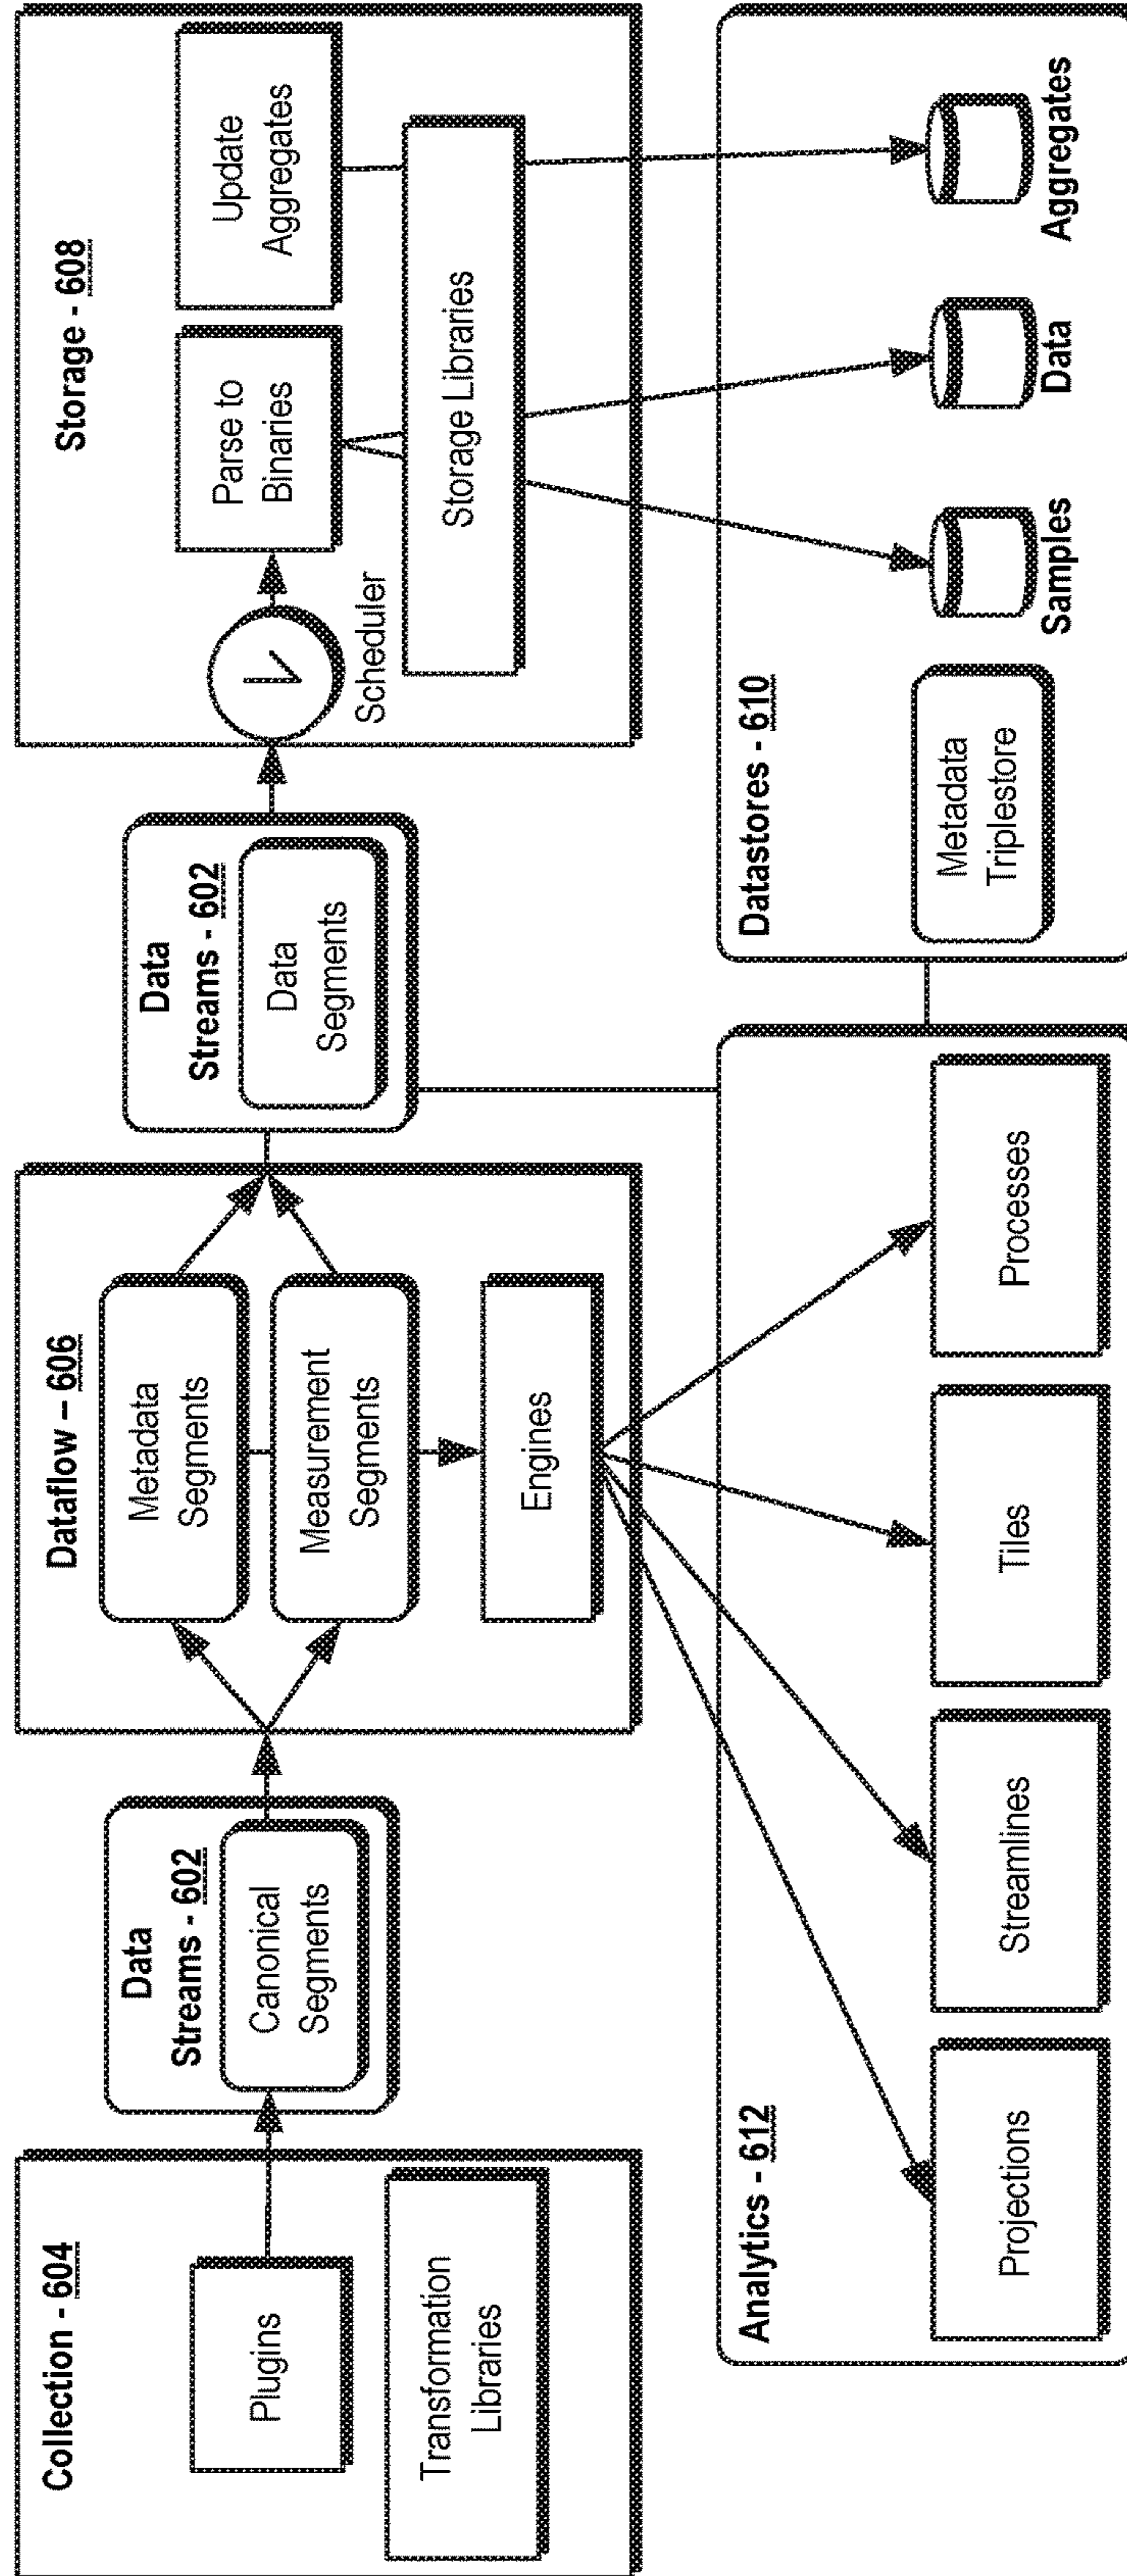 Collection - 604
Plugins
Transformation
Libraries
Data
Streams - 602
Canonical
Segments
Dataflow – 606
Metadata
Segments
Measurement
Segments
Engines
Data
Streams - 602
Data
Segments
Storage - 608
Scheduler
Parse to
Binaries
Update
Aggregates
Storage Libraries
Analytics - 612
Projections
Streamlines
Tiles
Processes
Datastores - 610
Metadata
Triplestore
Samples
Data
Aggregates